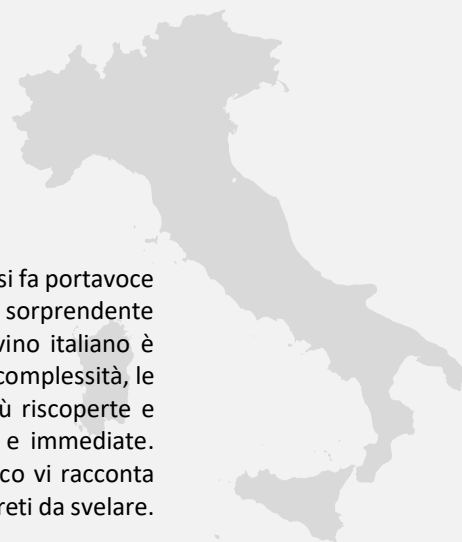 si fa portavoce
sorprendente
vino italiano è
complessità, le
riscoperte e
e immediate.
vi racconta
da svelare.